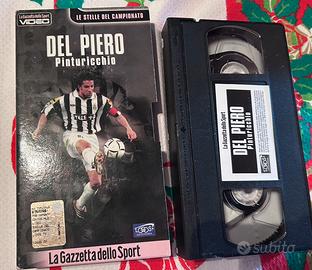 La Gazzetta dello Sport
VIDEO
LE STELLE DEL CAMPIONATO
DEL PIERO
Pinturicchio
La Gazzetta dello Sport
La Gazzetta dello Sport
DEL PIERO
Pinturicchio
subito